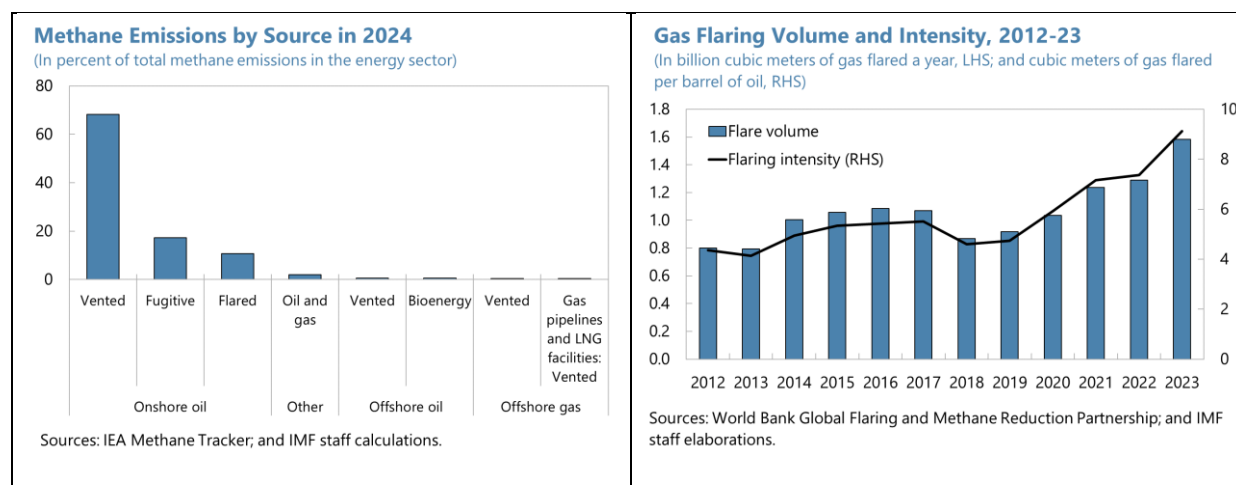 Methane Emissions by Source in 2024
(In percent of total methane emissions in the energy sector)
80
60
40
20
0
Vented
Fugitive
Flared
Oil and
gas
Vented
Bioenergy
Vented
Gas
pipelines
and LNG
facilities:
Vented
Onshore oil
Other
Offshore oil
Offshore gas
Sources: IEA Methane Tracker; and IMF staff calculations.
Gas Flaring Volume and Intensity, 2012-23
(In billion cubic meters of gas flared a year, LHS; and cubic meters of gas flared
per barrel of oil, RHS)
1.8
1.6
1.4
1.2
1.0
0.8
0.6
0.4
0.2
0.0
Flare volume
Flaring intensity (RHS)
10
8
6
4
2
0
2012 2013 2014 2015 2016 2017 2018 2019 2020 2021 2022 2023
Sources: World Bank Global Flaring and Methane Reduction Partnership; and IMF
staff elaborations.